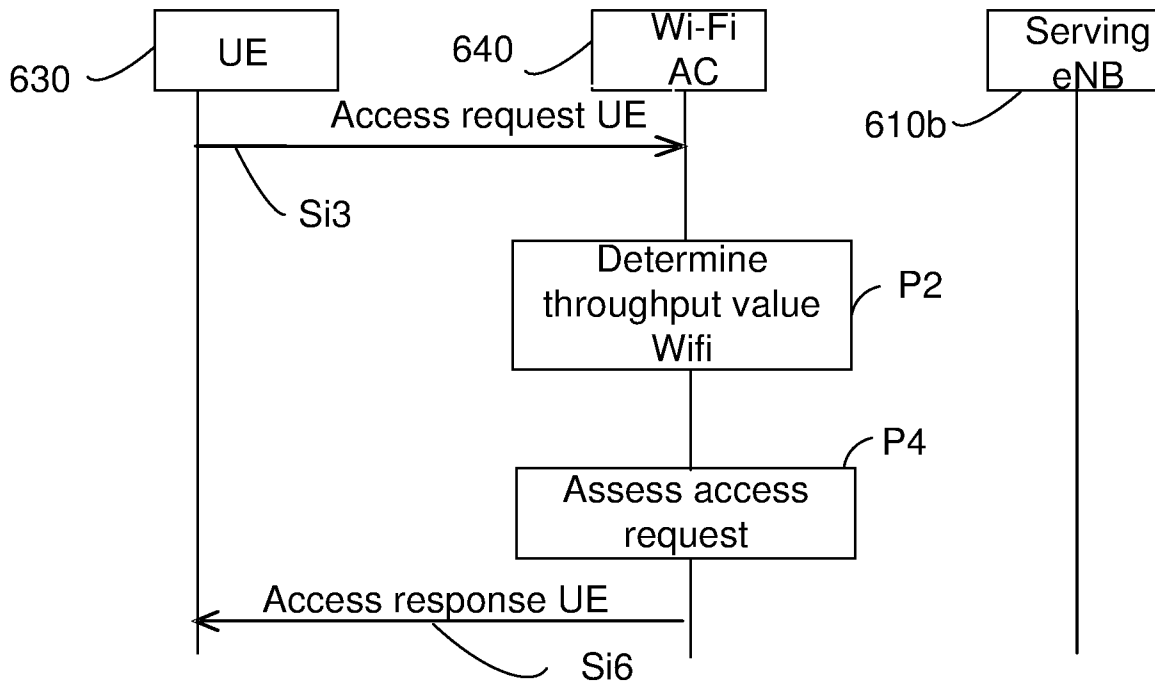 UE
630
Wi-Fi
AC
640
Serving
eNB
610b
Access request UE
Si3
Determine
throughput value
Wifi
P2
P4
Assess access
request
Access response UE
Si6